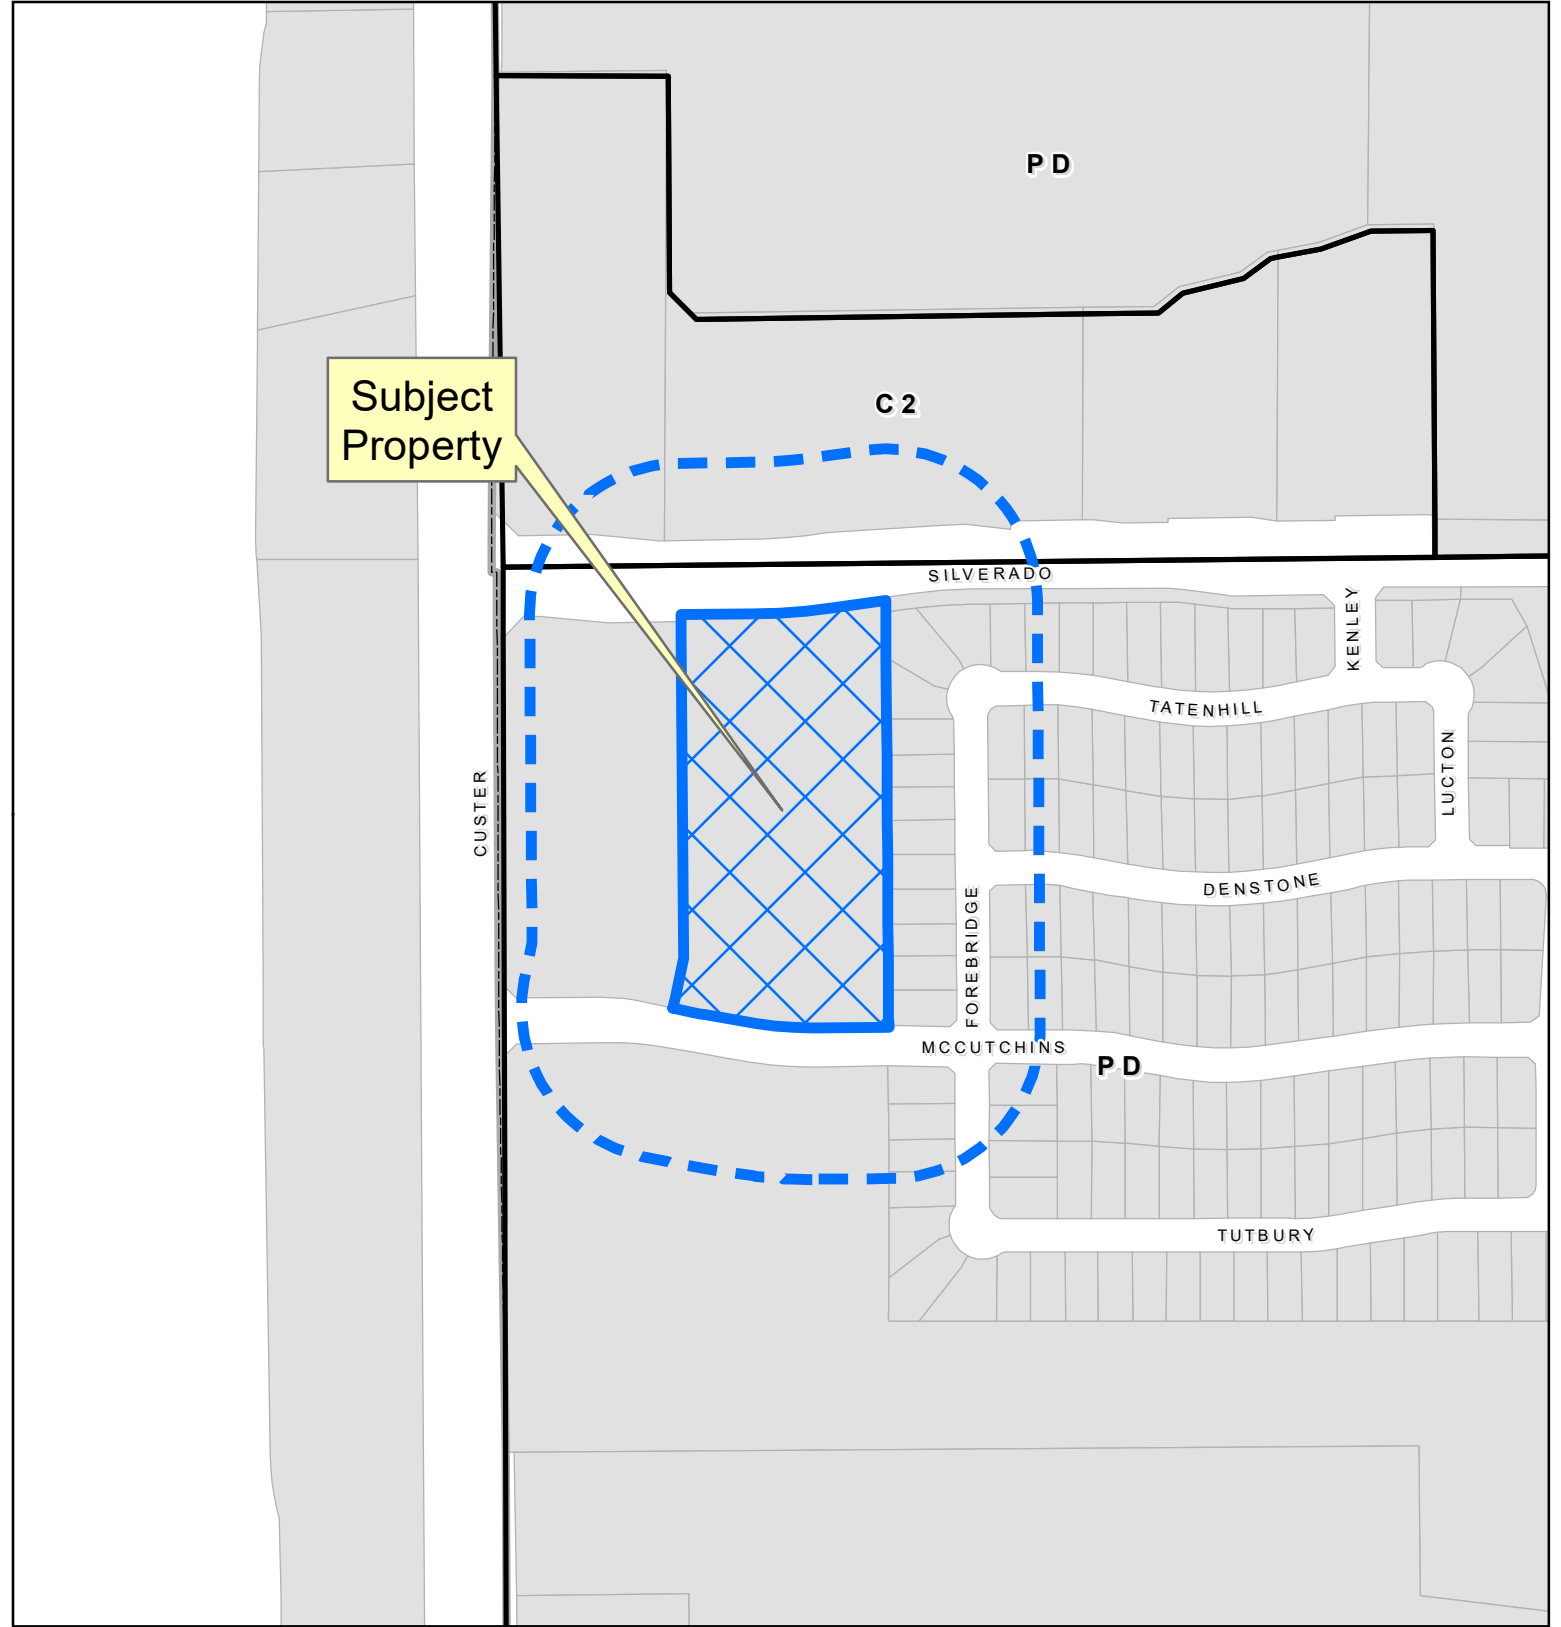 PD
Subject
Property
C2
SILVERADO
KENLEY
TATENHILL
LUCTON
CUSTER
DENSTONE
FOREBRIDGE
MCCUTCHINS
PD
TUTBURY